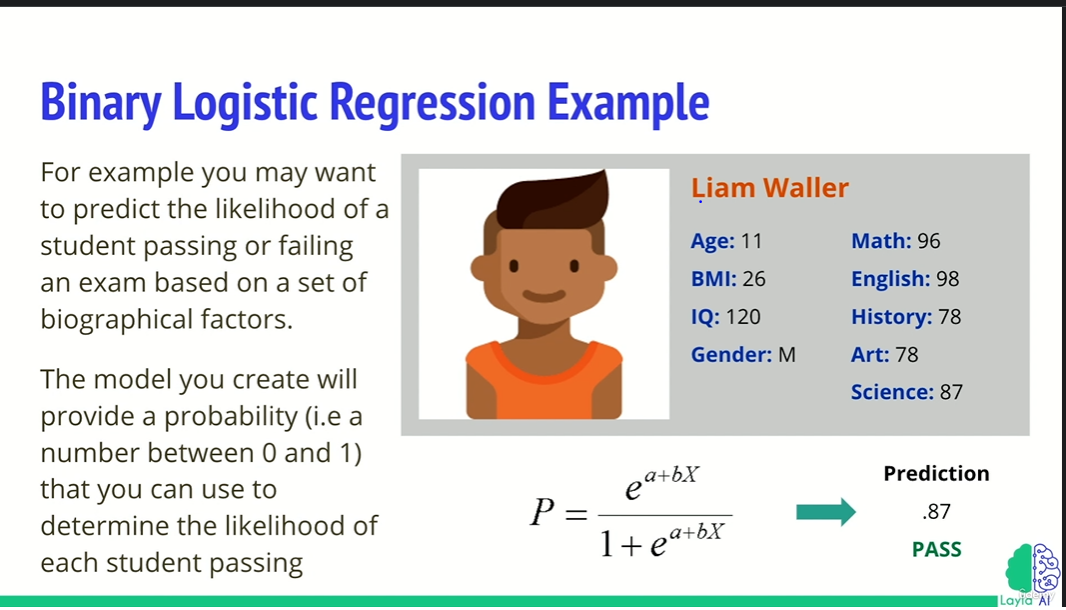 Binary Logistic Regression Example
For example you may want
to predict the likelihood of a
student passing or failing
an exam based on a set of
biographical factors.
The model you create will
provide a probability (i.e a
number between 0 and 1)
that you can use to
determine the likelihood of
each student passing
Liam Waller
Age: 11
BMI: 26
IQ: 120
Gender: M
Math: 96
English: 98
History: 78
Art: 78
Science: 87
P = e^{a+bX} / 1 + e^{a+bX}
Prediction
.87
PASS
Layla AI